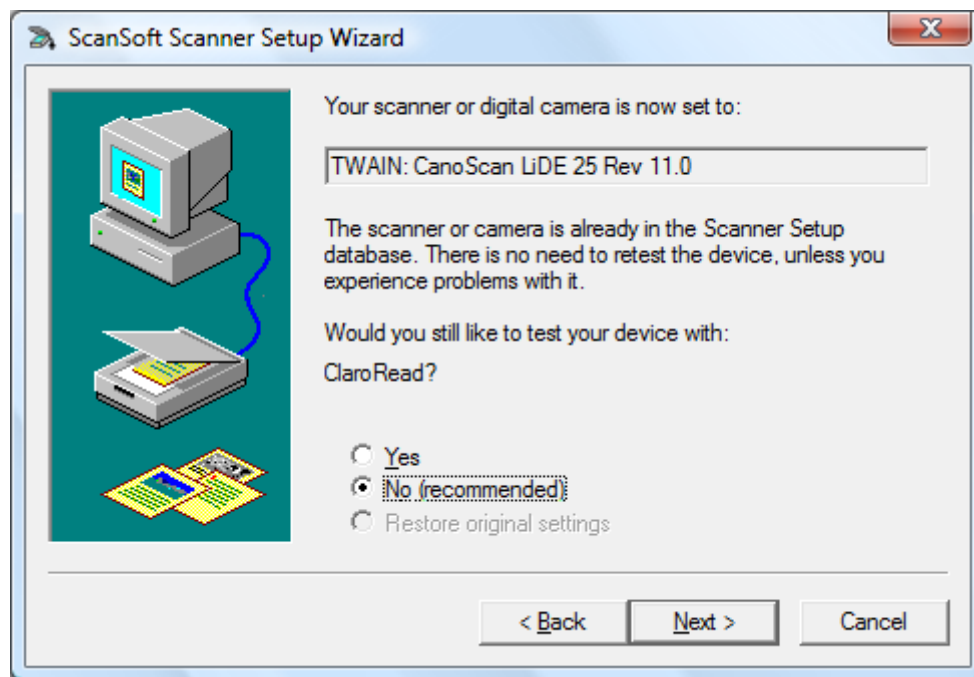 ScanSoft Scanner Setup Wizard
Your scanner or digital camera is now set to:
TWAIN: CanoScan LiDE 25 Rev 11.0
The scanner or camera is already in the Scanner Setup
database. There is no need to retest the device, unless you
experience problems with it.
Would you still like to test your device with:
ClaroRead?
Yes
No (recommended)
Restore original settings
< Back
Next >
Cancel